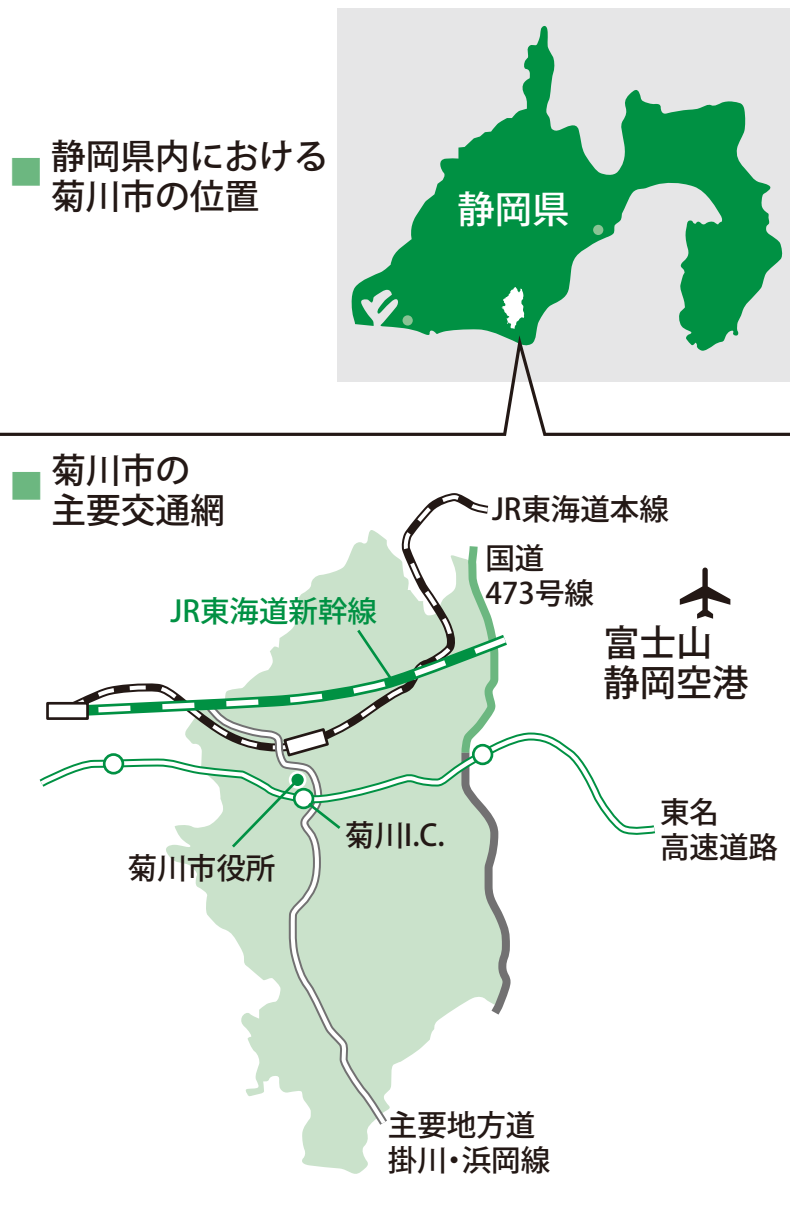 静岡県内における
菊川市の位置
静岡県
菊川市の
主要交通網
JR東海道本線
国道
473号線
JR東海道新幹線
富士山
静岡空港
東名
高速道路
菊川I.C.
菊川市役所
主要地方道
掛川・浜岡線